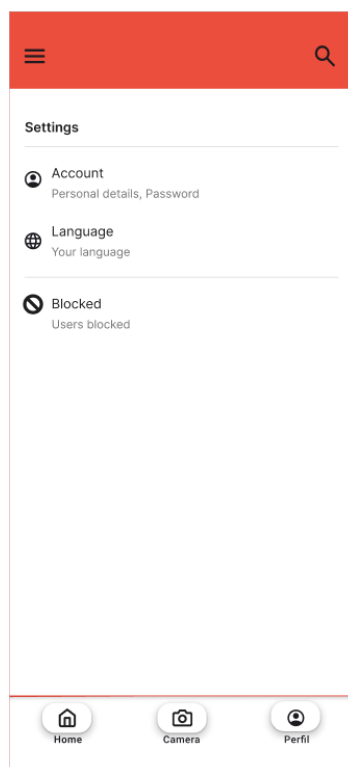 Settings
Account
Personal details, Password
Language
Your language
Blocked
Users blocked
Home
Camera
Perfil